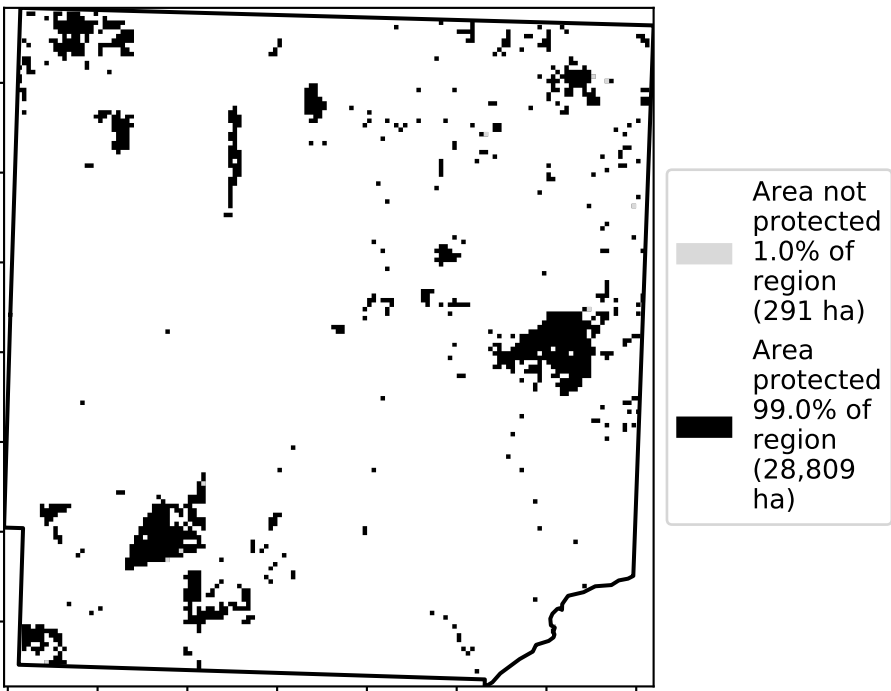 Area not
protected
1.0% of
region
(291 ha)
Area
protected
99.0% of
region
(28,809
ha)